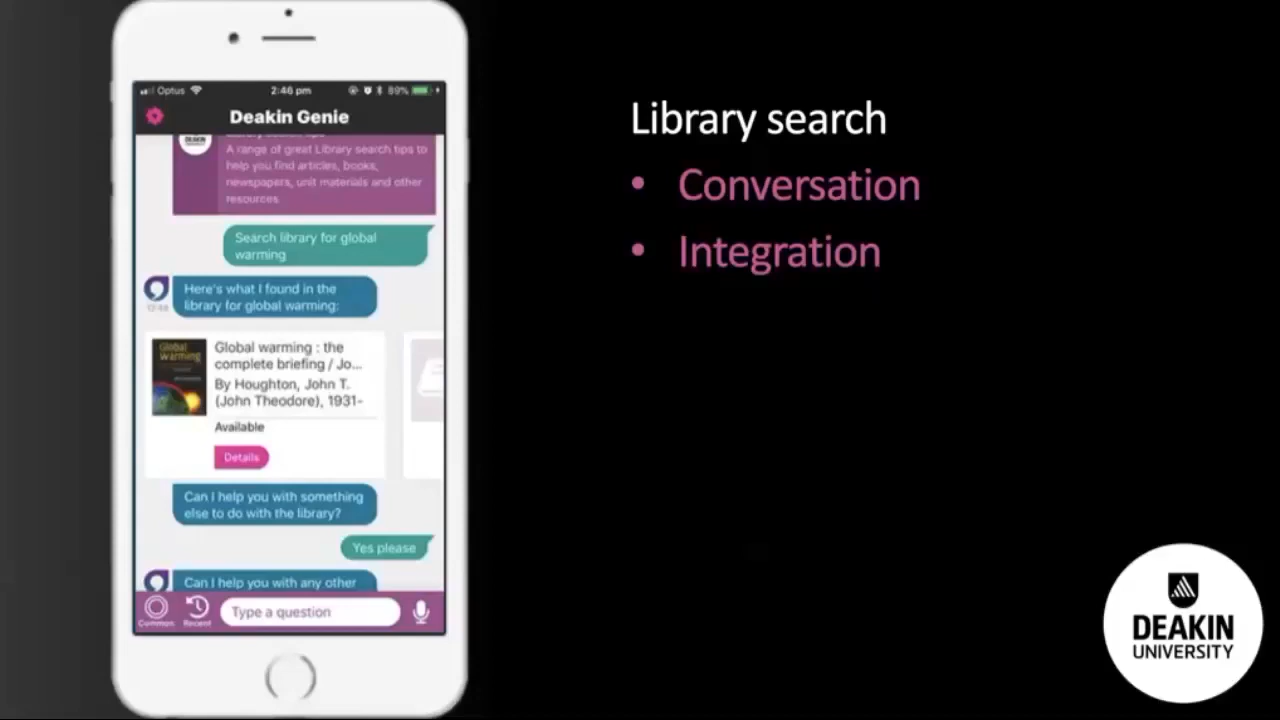 Optus 2:46 pm 89%
Deakin Genie
A range of great Library search tips to
help you find articles, books,
newspapers, unit materials and other
resources
Search library for global
warming
Here's what I found in the
library for global warming:
Global
warming
Global warming : the
complete briefing / Jo...
By Houghton, John T.
(John Theodore), 1931-
Available
Details
Can I help you with something
else to do with the library?
Yes please
Can I help you with any other
Common
Recent
Type a question
Library search
• Conversation
• Integration
DEAKIN
UNIVERSITY